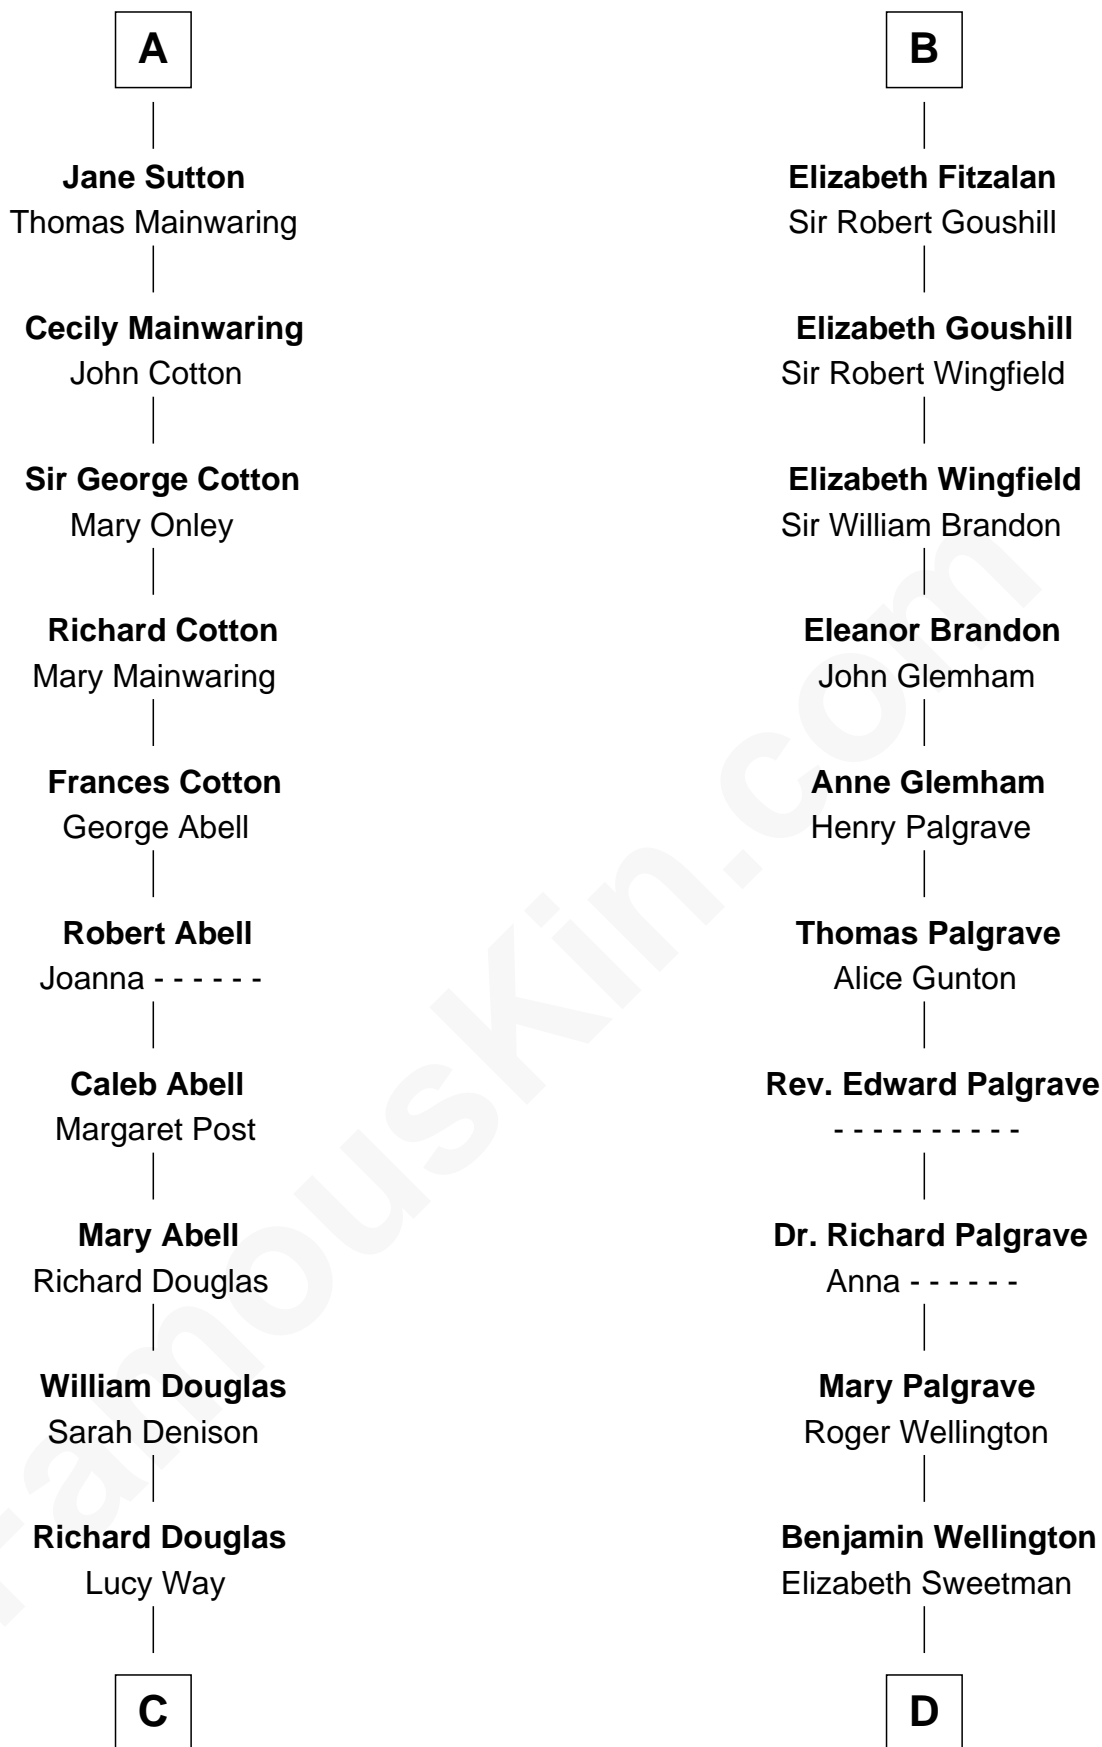 A
Jane Sutton
Thomas Mainwaring
Cecily Mainwaring
John Cotton
Sir George Cotton
Mary Onley
Richard Cotton
Mary Mainwaring
Frances Cotton
George Abell
Robert Abell
Joanna - - - - - -
Caleb Abell
Margaret Post
Mary Abell
Richard Douglas
William Douglas
Sarah Denison
Richard Douglas
Lucy Way
C
B
Elizabeth Fitzalan
Sir Robert Goushill
Elizabeth Goushill
Sir Robert Wingfield
Elizabeth Wingfield
Sir William Brandon
Eleanor Brandon
John Glemham
Anne Glemham
Henry Palgrave
Thomas Palgrave
Alice Gunton
Rev. Edward Palgrave
- - - - - - - - - -
Dr. Richard Palgrave
Anna - - - - - -
Mary Palgrave
Roger Wellington
Benjamin Wellington
Elizabeth Sweetman
D
FamousKin.com